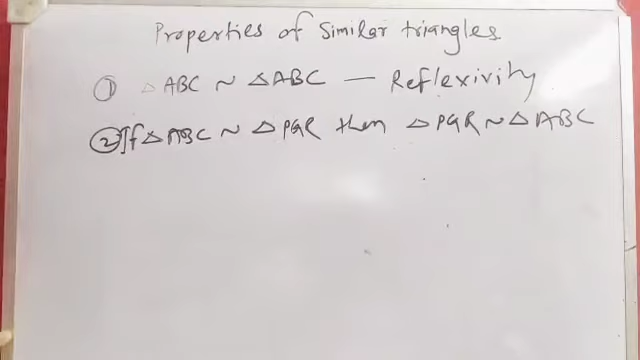 Properties of Similar triangles
① △ ABC ~ △ABC — Reflexivity
② If △ABC ~ △PQR then △PQR ~ △ABC